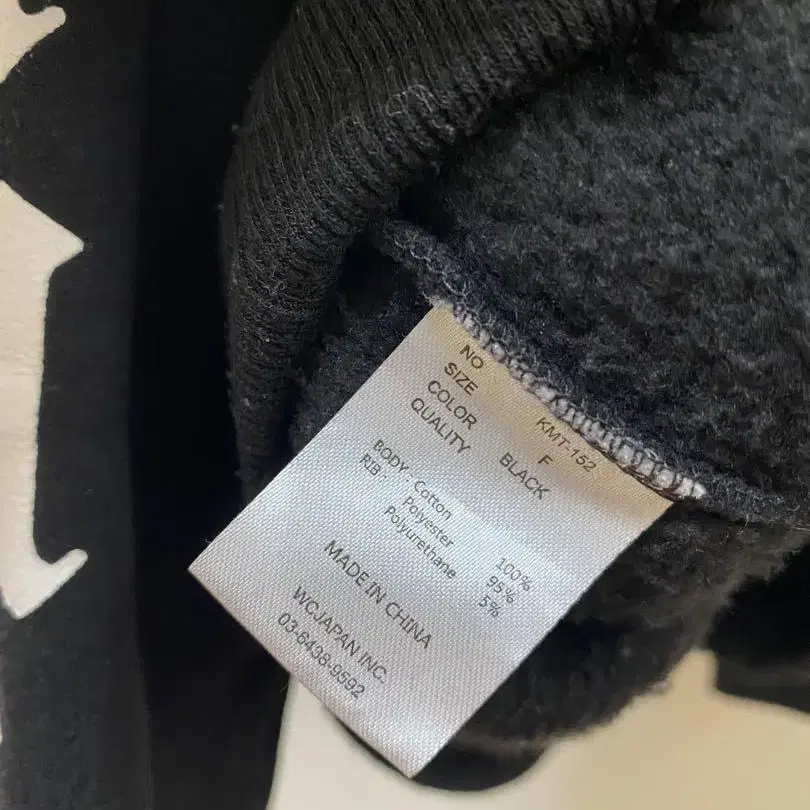 NO KMT-152
SIZE F
COLOR BLACK
QUALITY
BODY : Cotton 100%
RIB : Polyester 95%
Polyurethane 5%
MADE IN CHINA
WCJAPAN INC.
03-6438-9592